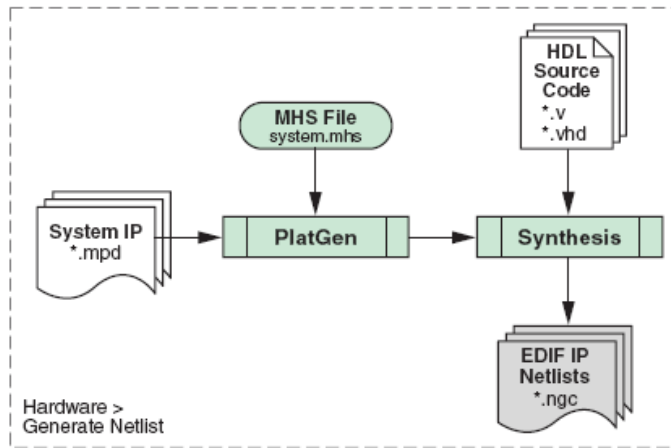 HDL
Source
Code
*.v
*.vhd
MHS File
system.mhs
System IP
*.mpd
PlatGen
Synthesis
EDIF IP
Netlists
*.ngc
Hardware >
Generate Netlist